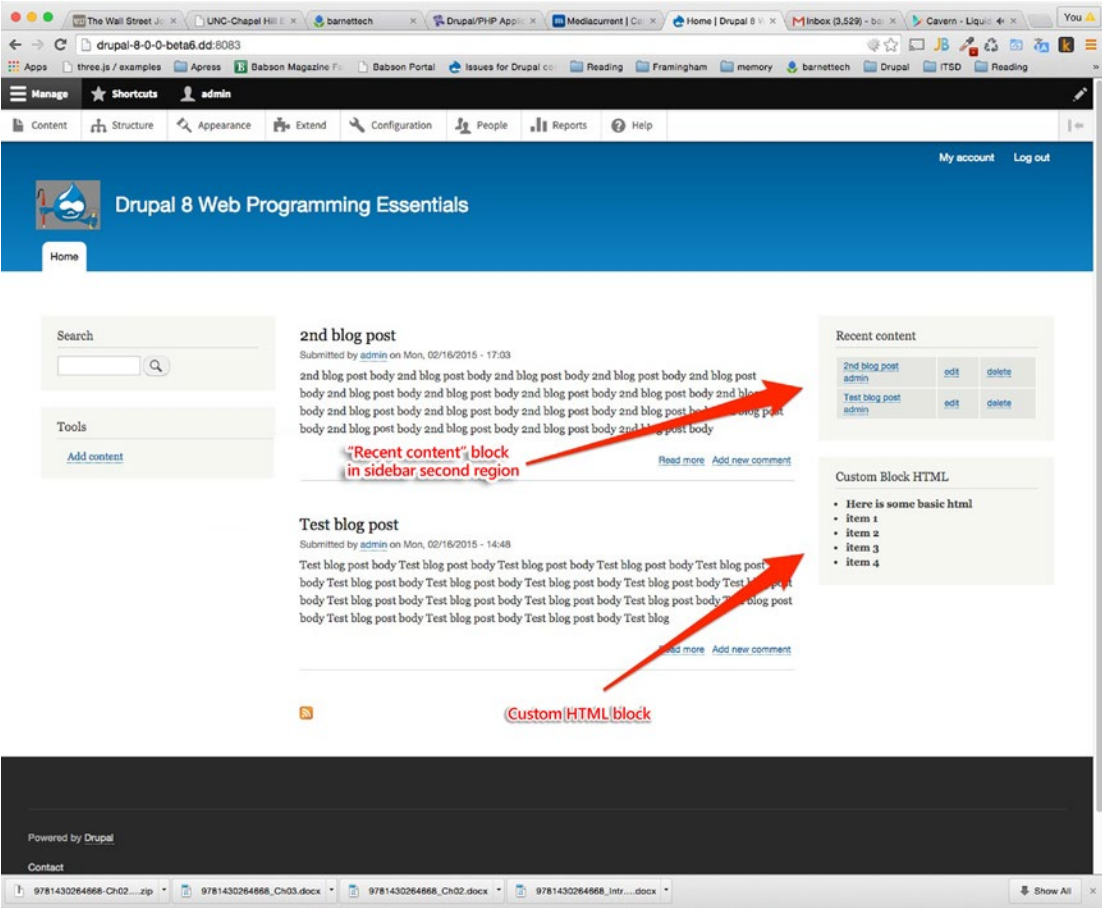 The Wall Street Jo
UNC-Chapel Hill E
barnettech
Drupal/PHP Applic
Mediacurrent | Ca
Home | Drupal 8 W
Inbox (3,529) - ba
Cavern - Liquid
You
drupal-8-0-0-beta6.dd:8083
Apps
three.js / examples
Apress
Babson Magazine Fa
Babson Portal
Issues for Drupal co
Reading
Framingham
memory
barnettech
Drupal
ITSD
Reading
»
Manage
Shortcuts
admin
Content
Structure
Appearance
Extend
Configuration
People
Reports
Help
My account
Log out
Drupal 8 Web Programming Essentials
Home
Search
Tools
Add content
2nd blog post
Submitted by admin on Mon, 02/16/2015 - 17:03
2nd blog post body 2nd blog post body 2nd blog post body 2nd blog post body 2nd blog post
body 2nd blog post body 2nd blog post body 2nd blog post body 2nd blog post body 2nd blog
body 2nd blog post body 2nd blog post body 2nd blog post body 2nd blog post body 2nd blog post
body 2nd blog post body 2nd blog post body 2nd blog post body 2nd blog post body
"Recent content" block
in sidebar second region
Read more
Add new comment
Test blog post
Submitted by admin on Mon, 02/16/2015 - 14:48
Test blog post body Test blog post body Test blog post body Test blog post body Test blog post
body Test blog post body Test blog post body Test blog post body Test blog post body Test blog post
body Test blog post body Test blog post body Test blog post body Test blog post body Test blog post
body Test blog post body Test blog post body Test blog post body Test blog
Read more
Add new comment
Custom HTML block
Recent content
2nd blog post
admin
edit
delete
Test blog post
admin
edit
delete
Custom Block HTML
• Here is some basic html
• item 1
• item 2
• item 3
• item 4
Powered by Drupal
Contact
9781430264668-Ch02....zip
9781430264668_Ch03.docx
9781430264668_Ch02.docx
9781430264668_Intr....docx
Show All